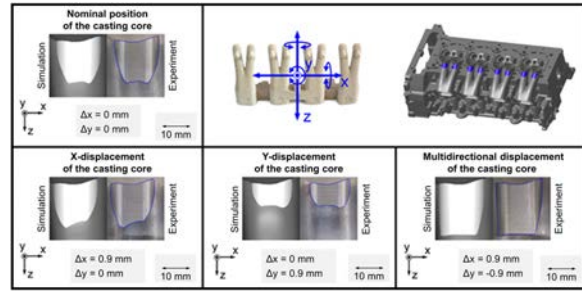 Nominal position
of the casting core
Simulation
Experiment
y
x
z
Δx = 0 mm
Δy = 0 mm
10 mm
y
x
z
X-displacement
of the casting core
Simulation
Experiment
y
x
z
Δx = 0.9 mm
Δy = 0 mm
10 mm
Y-displacement
of the casting core
Simulation
Experiment
y
x
z
Δx = 0 mm
Δy = 0.9 mm
10 mm
Multidirectional displacement
of the casting core
Simulation
Experiment
y
x
z
Δx = 0.9 mm
Δy = -0.9 mm
10 mm